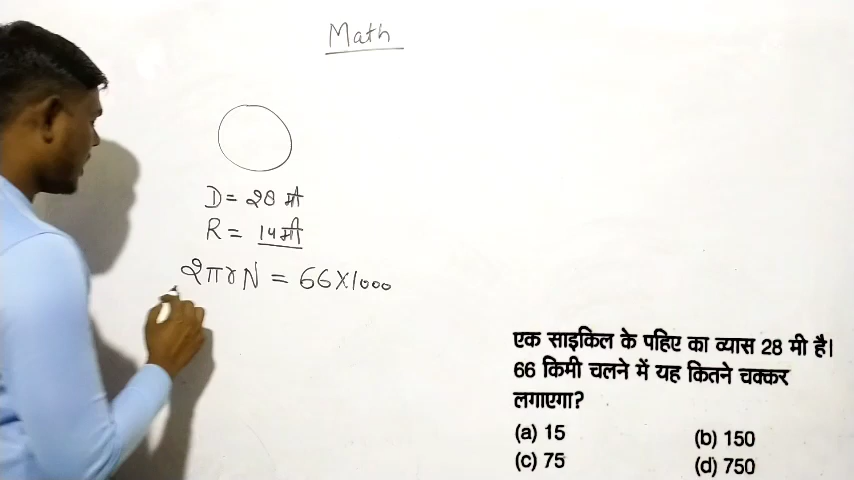 Math
D = 28 मी
R = 14 मी
2πrN = 66×1000
एक साइकिल के पहिए का व्यास 28 मी है।
66 किमी चलने में यह कितने चक्कर
लगाएगा?
(a) 15 (b) 150
(c) 75 (d) 750